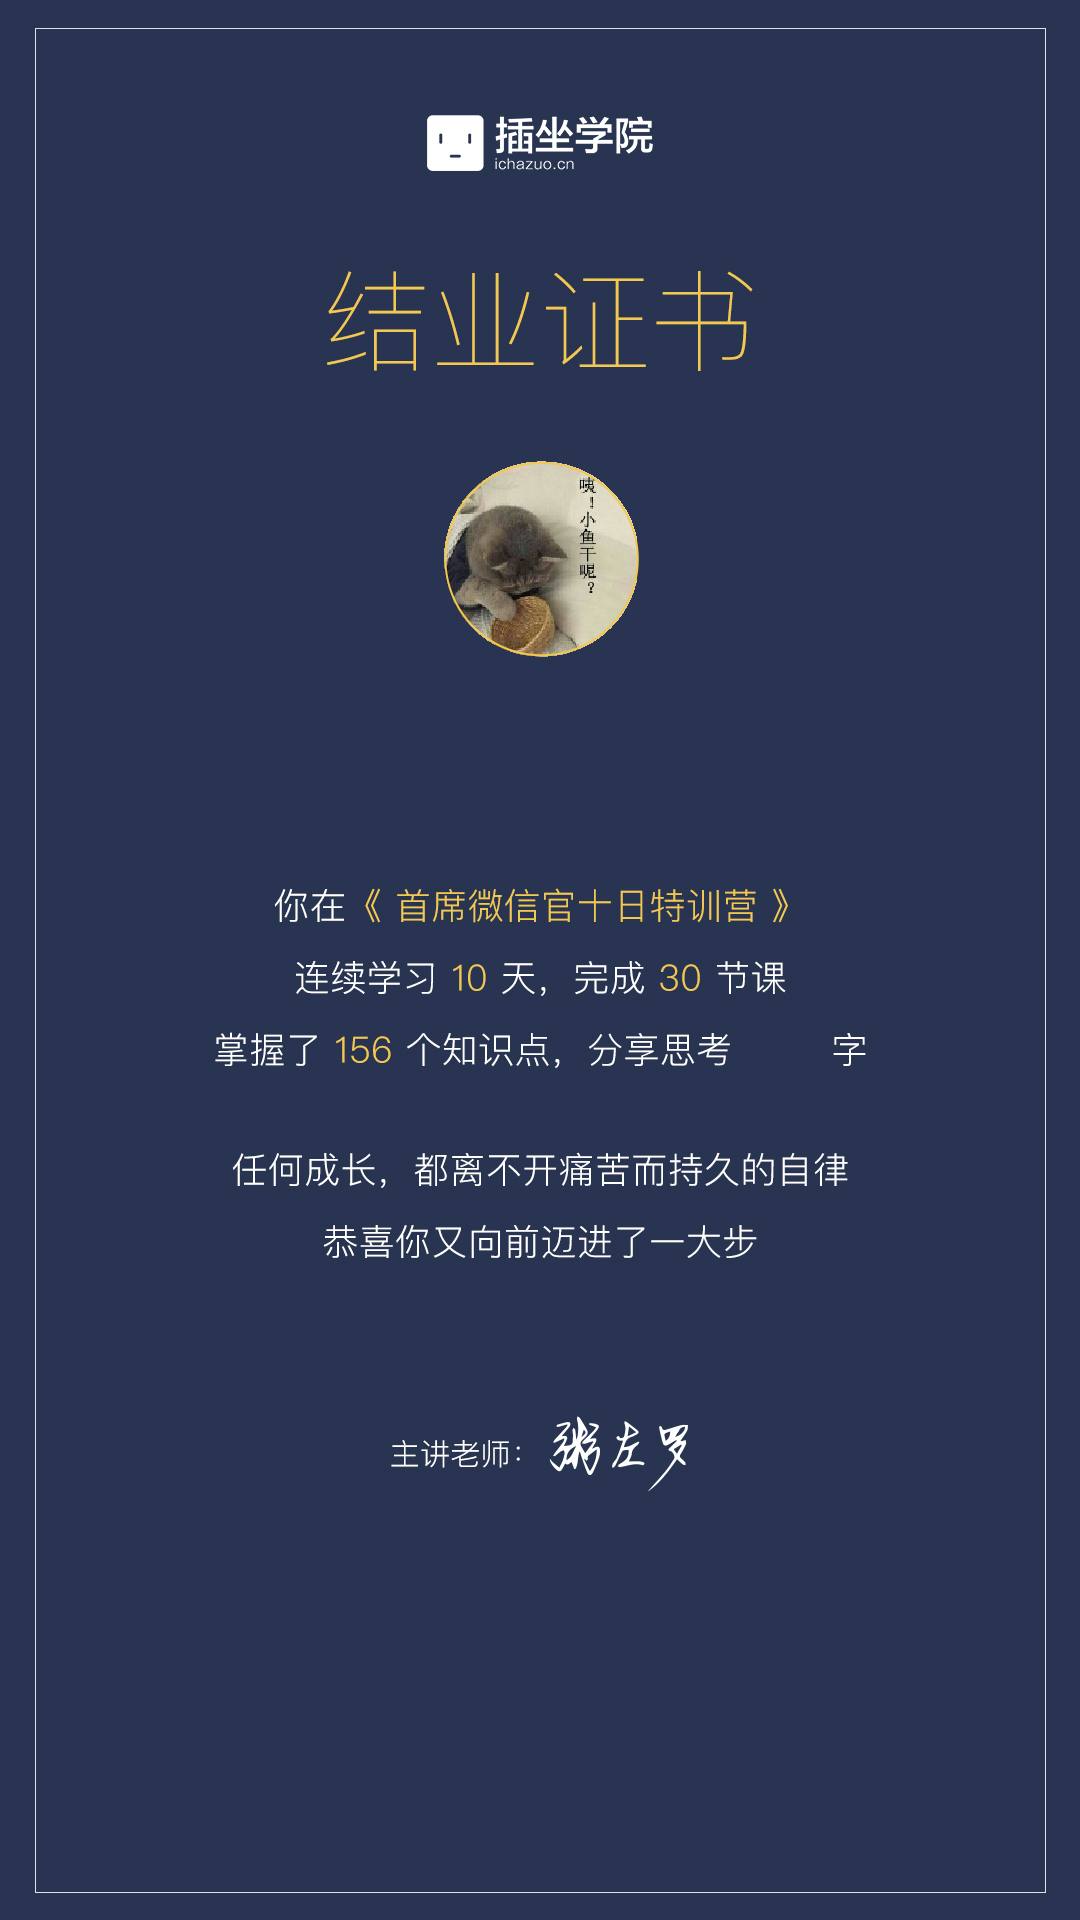 插坐学院
ichazuo.cn
结业证书
咦！小鱼干呢？
你在《 首席微信官十日特训营 》
连续学习 10 天，完成 30 节课
掌握了 156 个知识点，分享思考 字
任何成长，都离不开痛苦而持久的自律
恭喜你又向前迈进了一大步
主讲老师：粥左罗